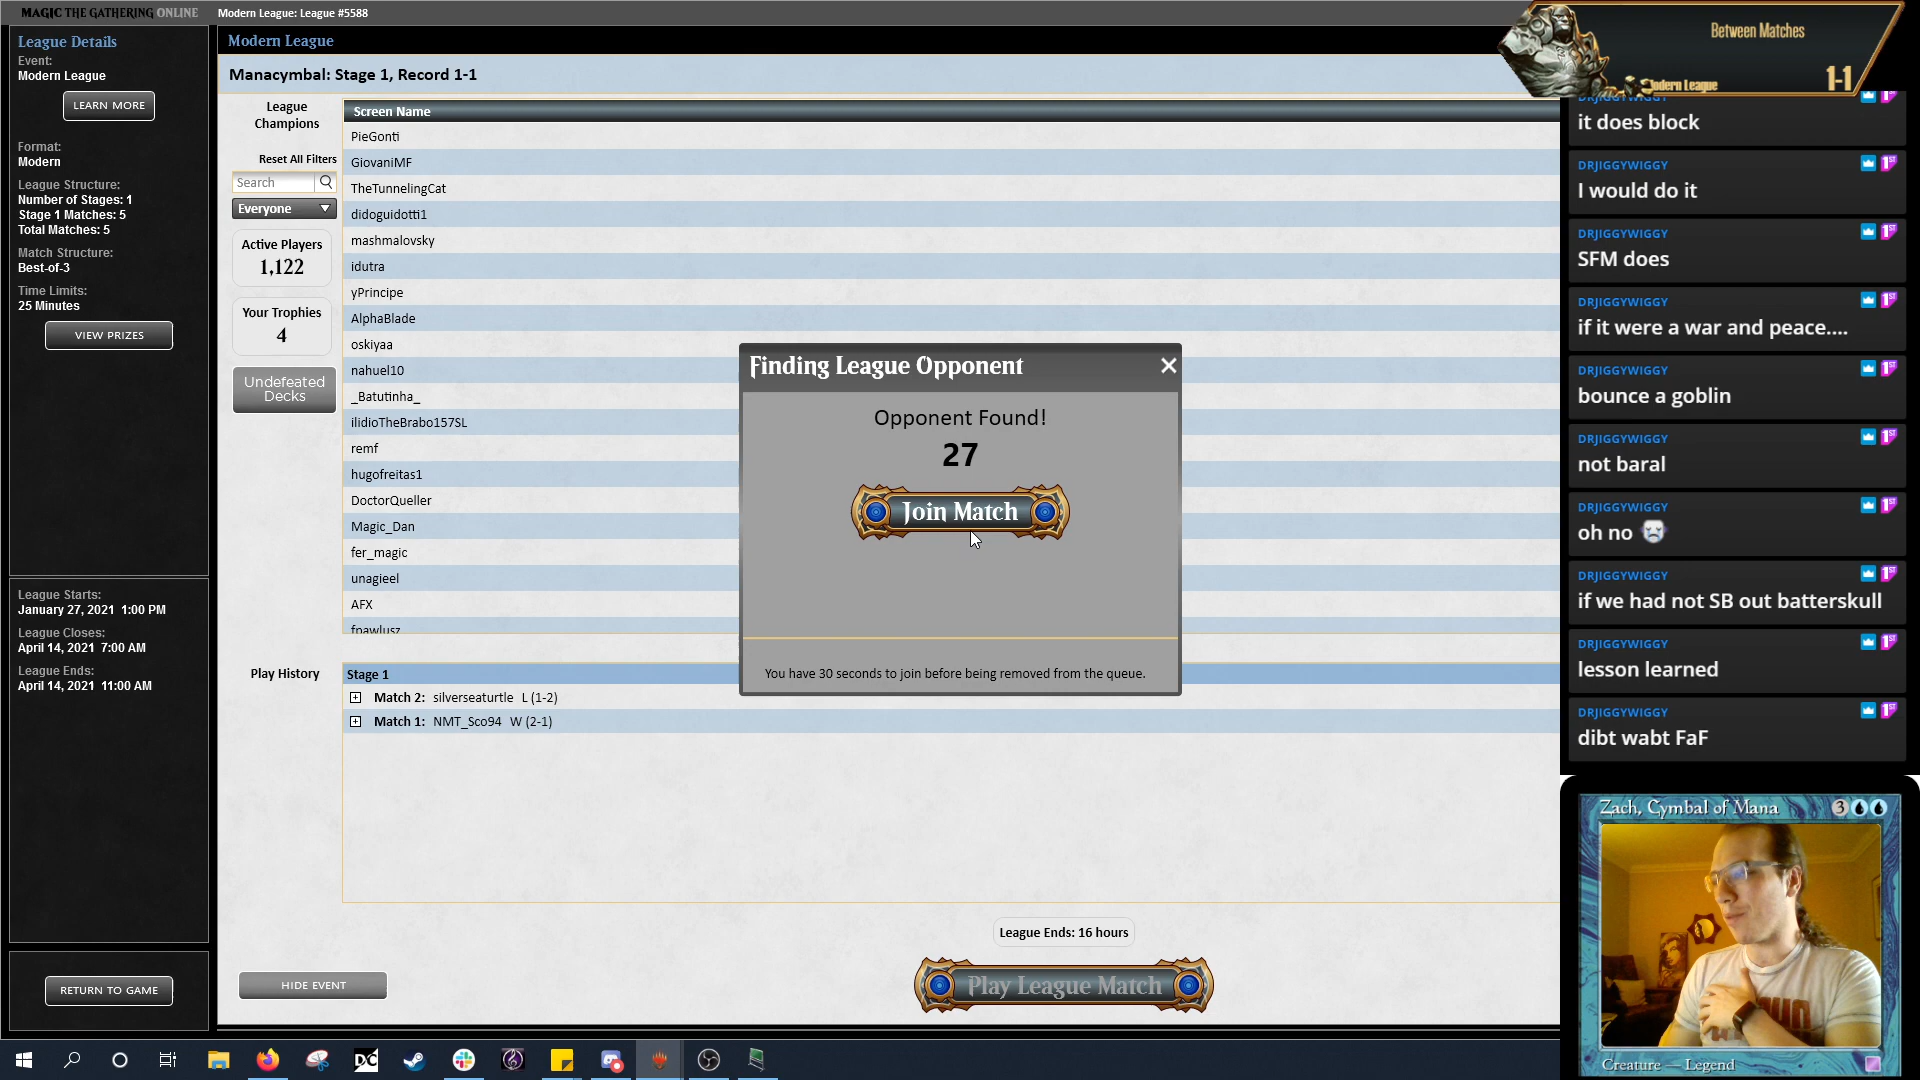 MAGIC THE GATHERING ONLINE
Modern League: League #5588
League Details
Event:
Modern League
LEARN MORE
Format:
Modern
League Structure:
Number of Stages: 1
Stage 1 Matches: 5
Total Matches: 5
Match Structure:
Best-of-3
Time Limits:
25 Minutes
VIEW PRIZES
League Starts:
January 27, 2021 1:00 PM
League Closes:
April 14, 2021 7:00 AM
League Ends:
April 14, 2021 11:00 AM
RETURN TO GAME
Modern League
Manacymbal: Stage 1, Record 1-1
League
Champions
Reset All Filters
Search
Everyone
Active Players
1,122
Your Trophies
4
Undefeated
Decks
Screen Name
PieGonti
GiovaniMF
TheTunnelingCat
didoguidotti1
mashmalovsky
idutra
yPrincipe
AlphaBlade
oskiyaa
nahuel10
_Batutinha_
ilidioTheBrabo157SL
remf
hugofreitas1
DoctorQueller
Magic_Dan
fer_magic
unagieel
AFX
fpawlusz
Finding League Opponent
Opponent Found!
27
Join Match
You have 30 seconds to join before being removed from the queue.
Play History
Stage 1
Match 2: silverseaturtle L (1-2)
Match 1: NMT_Sco94 W (2-1)
League Ends: 16 hours
HIDE EVENT
Play League Match
Between Matches
Modern League
1-1
DRJIGGYWIGGY
it does block
DRJIGGYWIGGY
I would do it
DRJIGGYWIGGY
SFM does
DRJIGGYWIGGY
if it were a war and peace....
DRJIGGYWIGGY
bounce a goblin
DRJIGGYWIGGY
not baral
DRJIGGYWIGGY
oh no
DRJIGGYWIGGY
if we had not SB out batterskull
DRJIGGYWIGGY
lesson learned
DRJIGGYWIGGY
dibt wabt FaF
Zach, Cymbal of Mana 3
Creature — Legend
DC